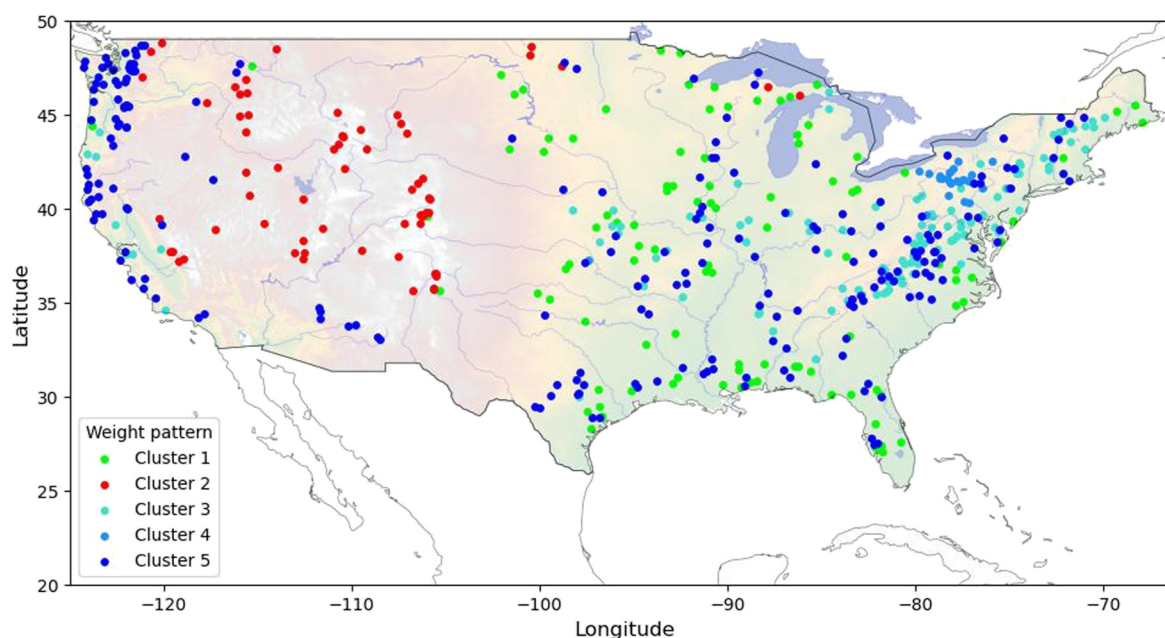 50
45
40
35
30
25
20
Latitude
Weight pattern
Cluster 1
Cluster 2
Cluster 3
Cluster 4
Cluster 5
−120 −110 −100 −90 −80 −70
Longitude